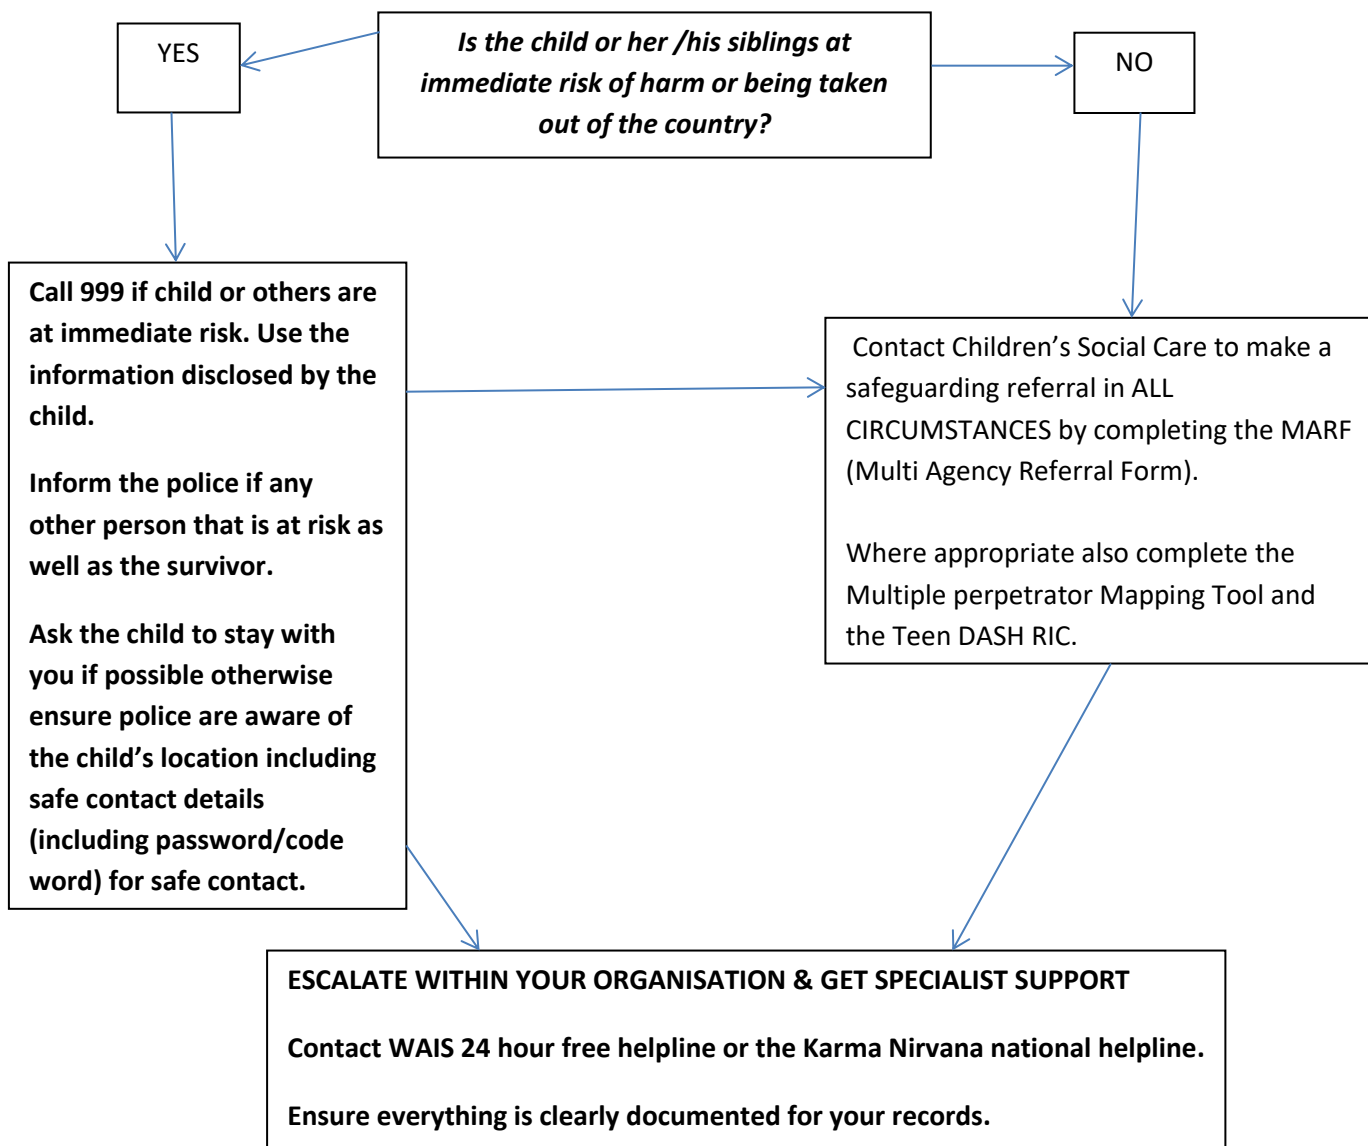 YES
Is the child or her /his siblings at
immediate risk of harm or being taken
out of the country?
NO
Call 999 if child or others are
at immediate risk. Use the
information disclosed by the
child.
Inform the police if any
other person that is at risk as
well as the survivor.
Ask the child to stay with
you if possible otherwise
ensure police are aware of
the child’s location including
safe contact details
(including password/code
word) for safe contact.
Contact Children’s Social Care to make a
safeguarding referral in ALL
CIRCUMSTANCES by completing the MARF
(Multi Agency Referral Form).
Where appropriate also complete the
Multiple perpetrator Mapping Tool and
the Teen DASH RIC.
ESCALATE WITHIN YOUR ORGANISATION & GET SPECIALIST SUPPORT
Contact WAIS 24 hour free helpline or the Karma Nirvana national helpline.
Ensure everything is clearly documented for your records.